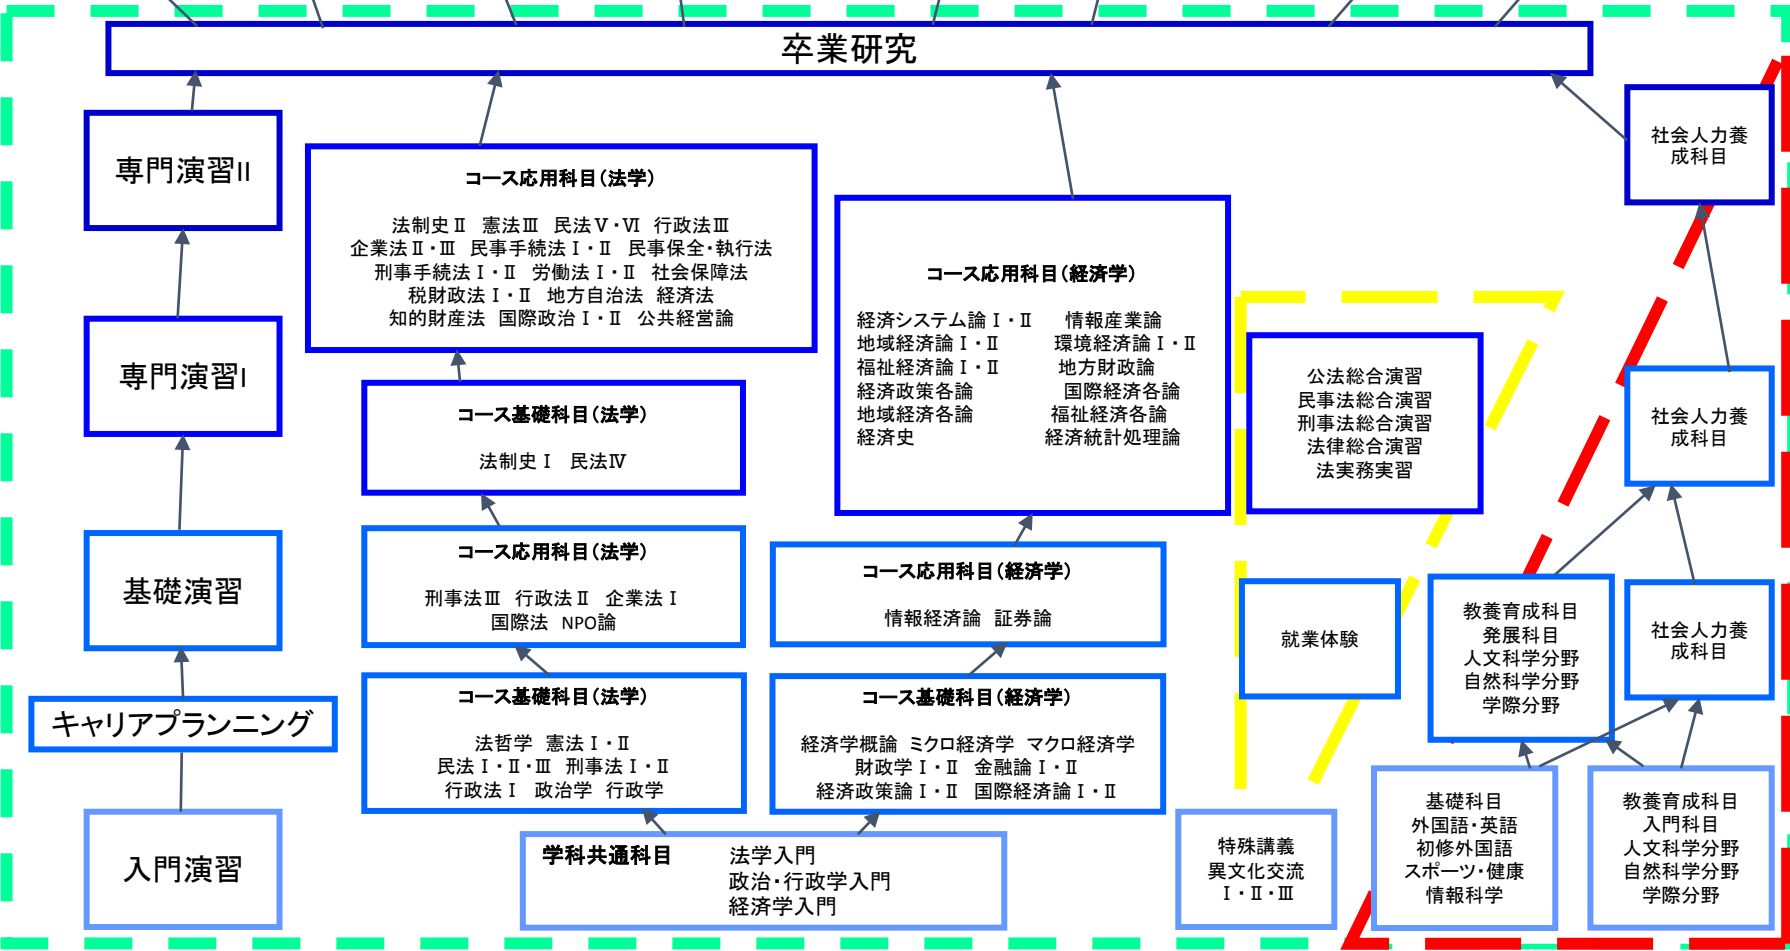 卒業研究
専門演習II
専門演習I
基礎演習
キャリアプランニング
入門演習
コース応用科目(法学)
法制史Ⅱ 憲法Ⅲ 民法Ⅴ・Ⅵ 行政法Ⅲ
企業法Ⅱ・Ⅲ 民事手続法Ⅰ・Ⅱ 民事保全・執行法
刑事手続法Ⅰ・Ⅱ 労働法Ⅰ・Ⅱ 社会保障法
税財政法Ⅰ・Ⅱ 地方自治法 経済法
知的財産法 国際政治Ⅰ・Ⅱ 公共経営論
コース基礎科目(法学)
法制史Ⅰ 民法Ⅳ
コース応用科目(法学)
刑事法Ⅲ 行政法Ⅱ 企業法Ⅰ
国際法 NPO論
コース基礎科目(法学)
法哲学 憲法Ⅰ・Ⅱ
民法Ⅰ・Ⅱ・Ⅲ 刑事法Ⅰ・Ⅱ
行政法Ⅰ 政治学 行政学
コース応用科目(経済学)
経済システム論Ⅰ・Ⅱ 情報産業論
地域経済論Ⅰ・Ⅱ 環境経済論Ⅰ・Ⅱ
福祉経済論Ⅰ・Ⅱ 地方財政論
経済政策各論 国際経済各論
地域経済各論 福祉経済各論
経済史 経済統計処理論
コース応用科目(経済学)
情報経済論 証券論
コース基礎科目(経済学)
経済学概論 ミクロ経済学 マクロ経済学
財政学Ⅰ・Ⅱ 金融論Ⅰ・Ⅱ
経済政策論Ⅰ・Ⅱ 国際経済論Ⅰ・Ⅱ
学科共通科目 法学入門
政治・行政学入門
経済学入門
公法総合演習
民事法総合演習
刑事法総合演習
法律総合演習
法実務実習
就業体験
特殊講義
異文化交流
Ⅰ・Ⅱ・Ⅲ
社会人力養
成科目
社会人力養
成科目
教養育成科目
発展科目
人文科学分野
自然科学分野
学際分野
社会人力養
成科目
基礎科目
外国語・英語
初修外国語
スポーツ・健康
情報科学
教養育成科目
入門科目
人文科学分野
自然科学分野
学際分野